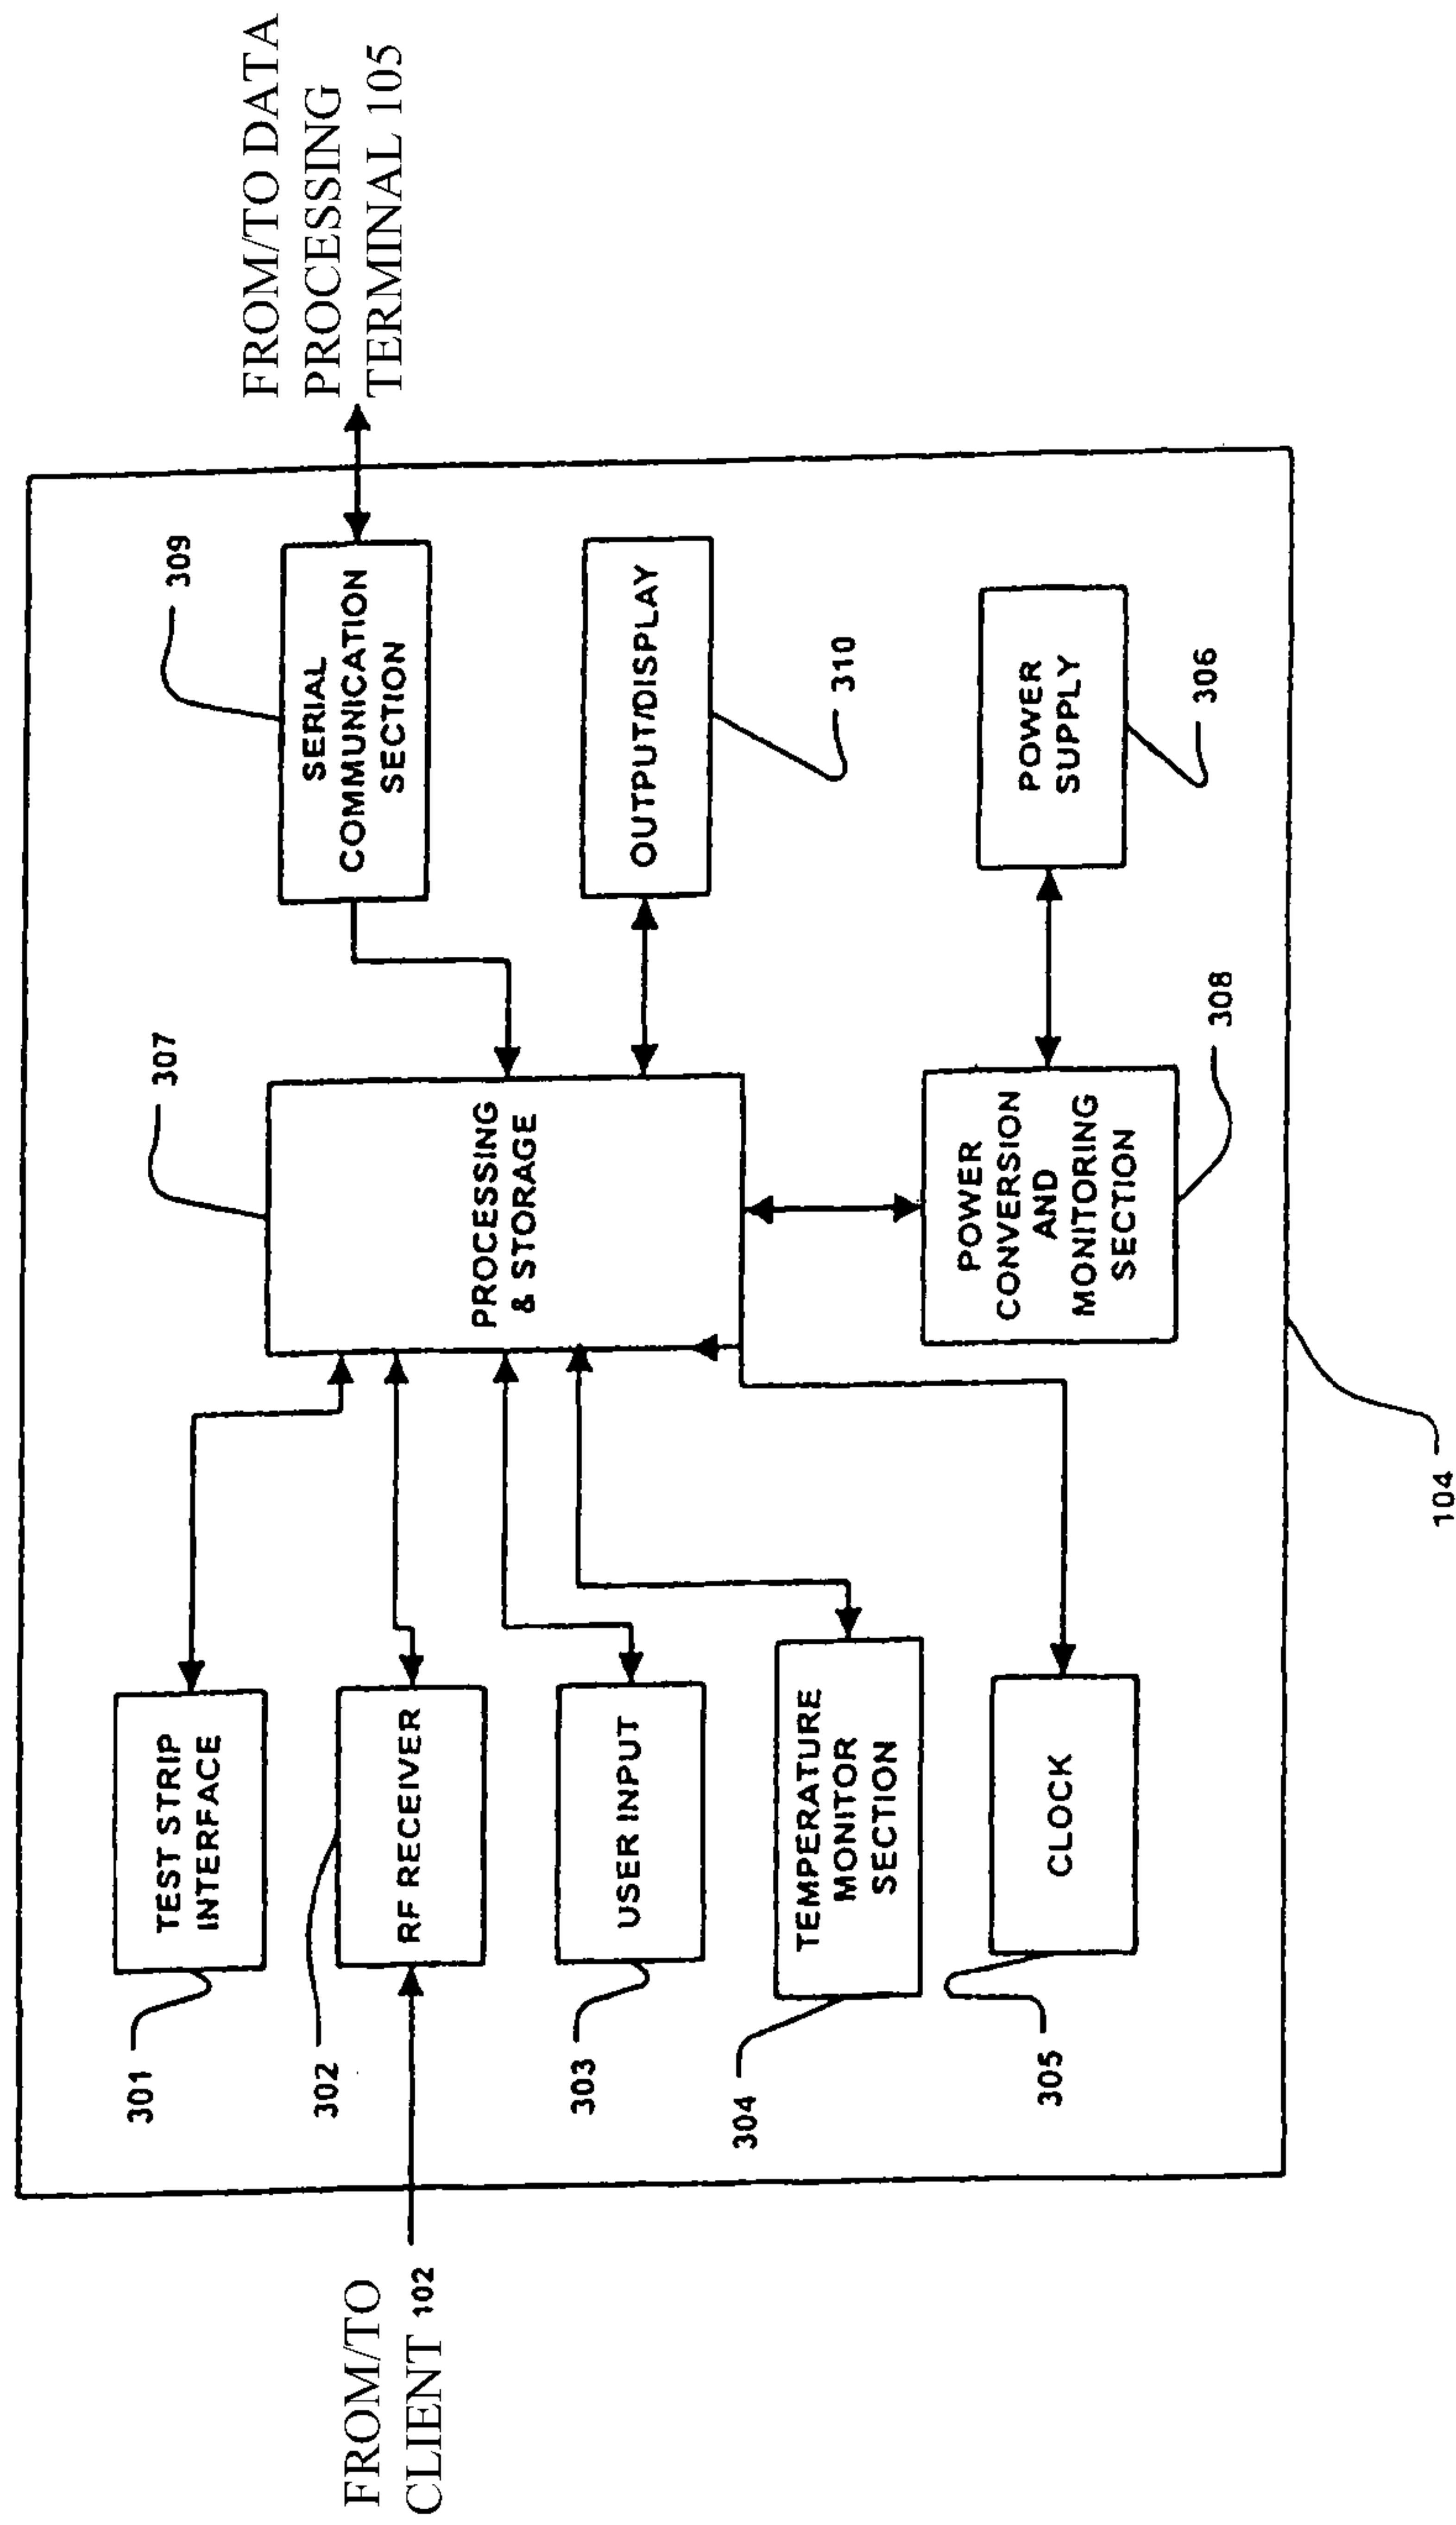 FROM/TO
CLIENT 102
301
TEST STRIP
INTERFACE
302
RF RECEIVER
303
USER INPUT
304
TEMPERATURE
MONITOR
SECTION
305
CLOCK
307
PROCESSING
& STORAGE
308
POWER
CONVERSION
AND
MONITORING
SECTION
309
SERIAL
COMMUNICATION
SECTION
OUTPUT/DISPLAY
310
POWER
SUPPLY
306
FROM/TO DATA
PROCESSING
TERMINAL 105
104